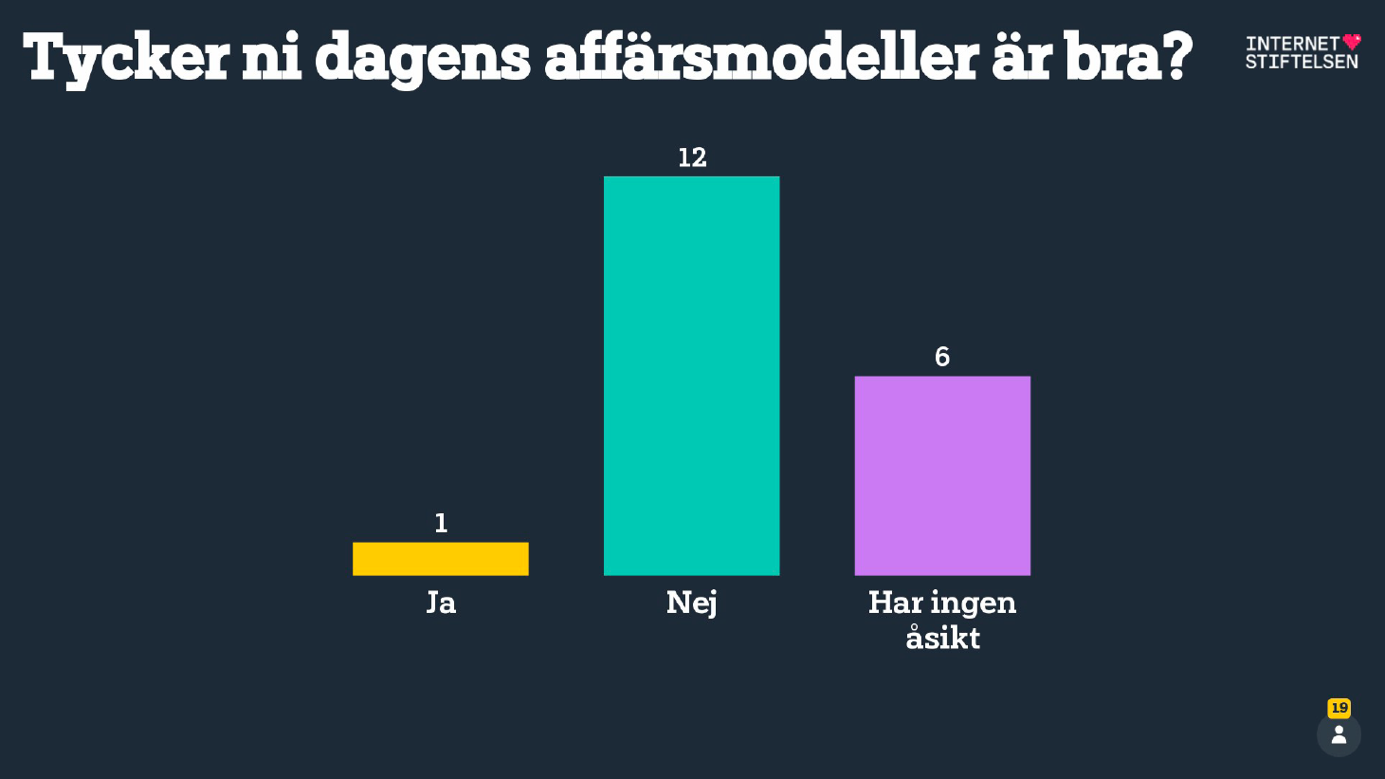 Tycker ni dagens affärsmodeller är bra?
INTERNET
STIFTELSEN
12
6
1
Ja
Nej
Har ingen
åsikt
19